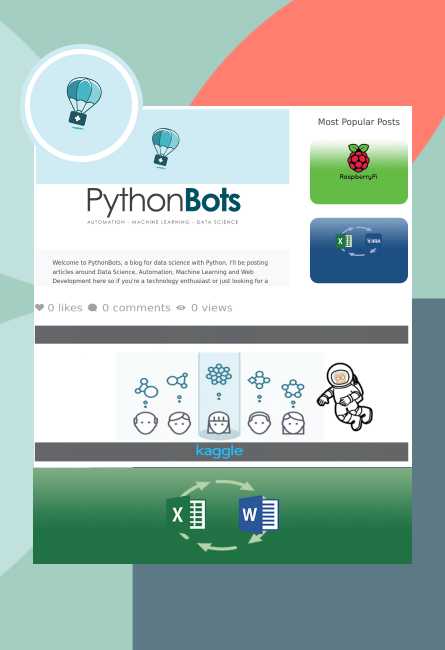 Most Popular Posts
RaspberryPi
PythonBots
AUTOMATION - MACHINE LEARNING - DATA SCIENCE
X
JIRA
Welcome to PythonBots, a blog for data science with Python. I'll be posting
articles around Data Science, Automation, Machine Learning and Web
Development here so if you're a technology enthusiast or just looking for a
0 likes 0 comments 0 views
kaggle
X
W